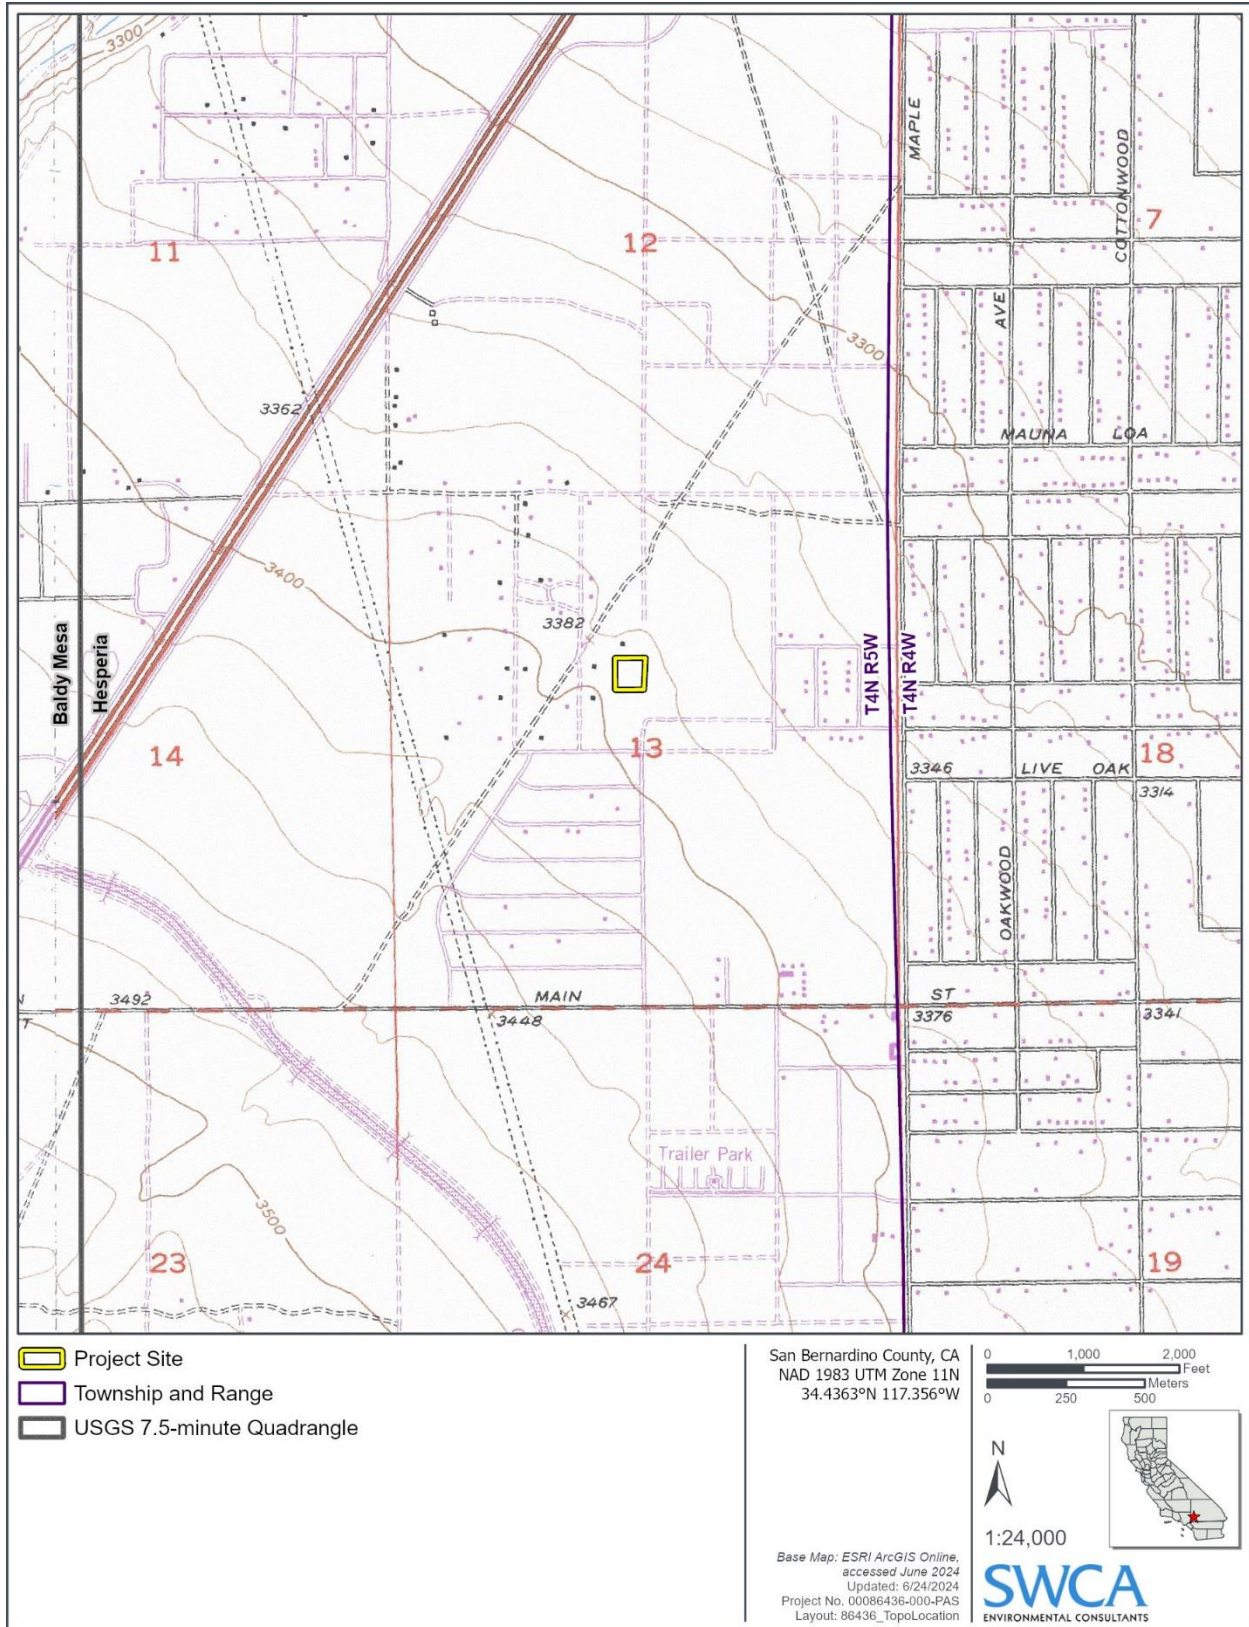 3300
MAPLE
COTTONWOOD
11
12
7
AVE
3300
3362
MAUNA LOA
3400
3382
Baldy Mesa
Hesperia
T4N R5W
T4N R4W
14
13
3346
LIVE OAK
18
3314
OAKWOOD
3492
MAIN
ST
3448
3376
3341
Trailer Park
3500
23
24
19
3467
Project Site
Township and Range
USGS 7.5-minute Quadrangle
San Bernardino County, CA
NAD 1983 UTM Zone 11N
34.4363°N 117.356°W
0 1,000 2,000
Feet
Meters
0 250 500
N
1:24,000
Base Map: ESRI ArcGIS Online,
accessed June 2024
Updated: 6/24/2024
Project No. 00086436-000-PAS
Layout: 86436_TopoLocation
SWCA
ENVIRONMENTAL CONSULTANTS